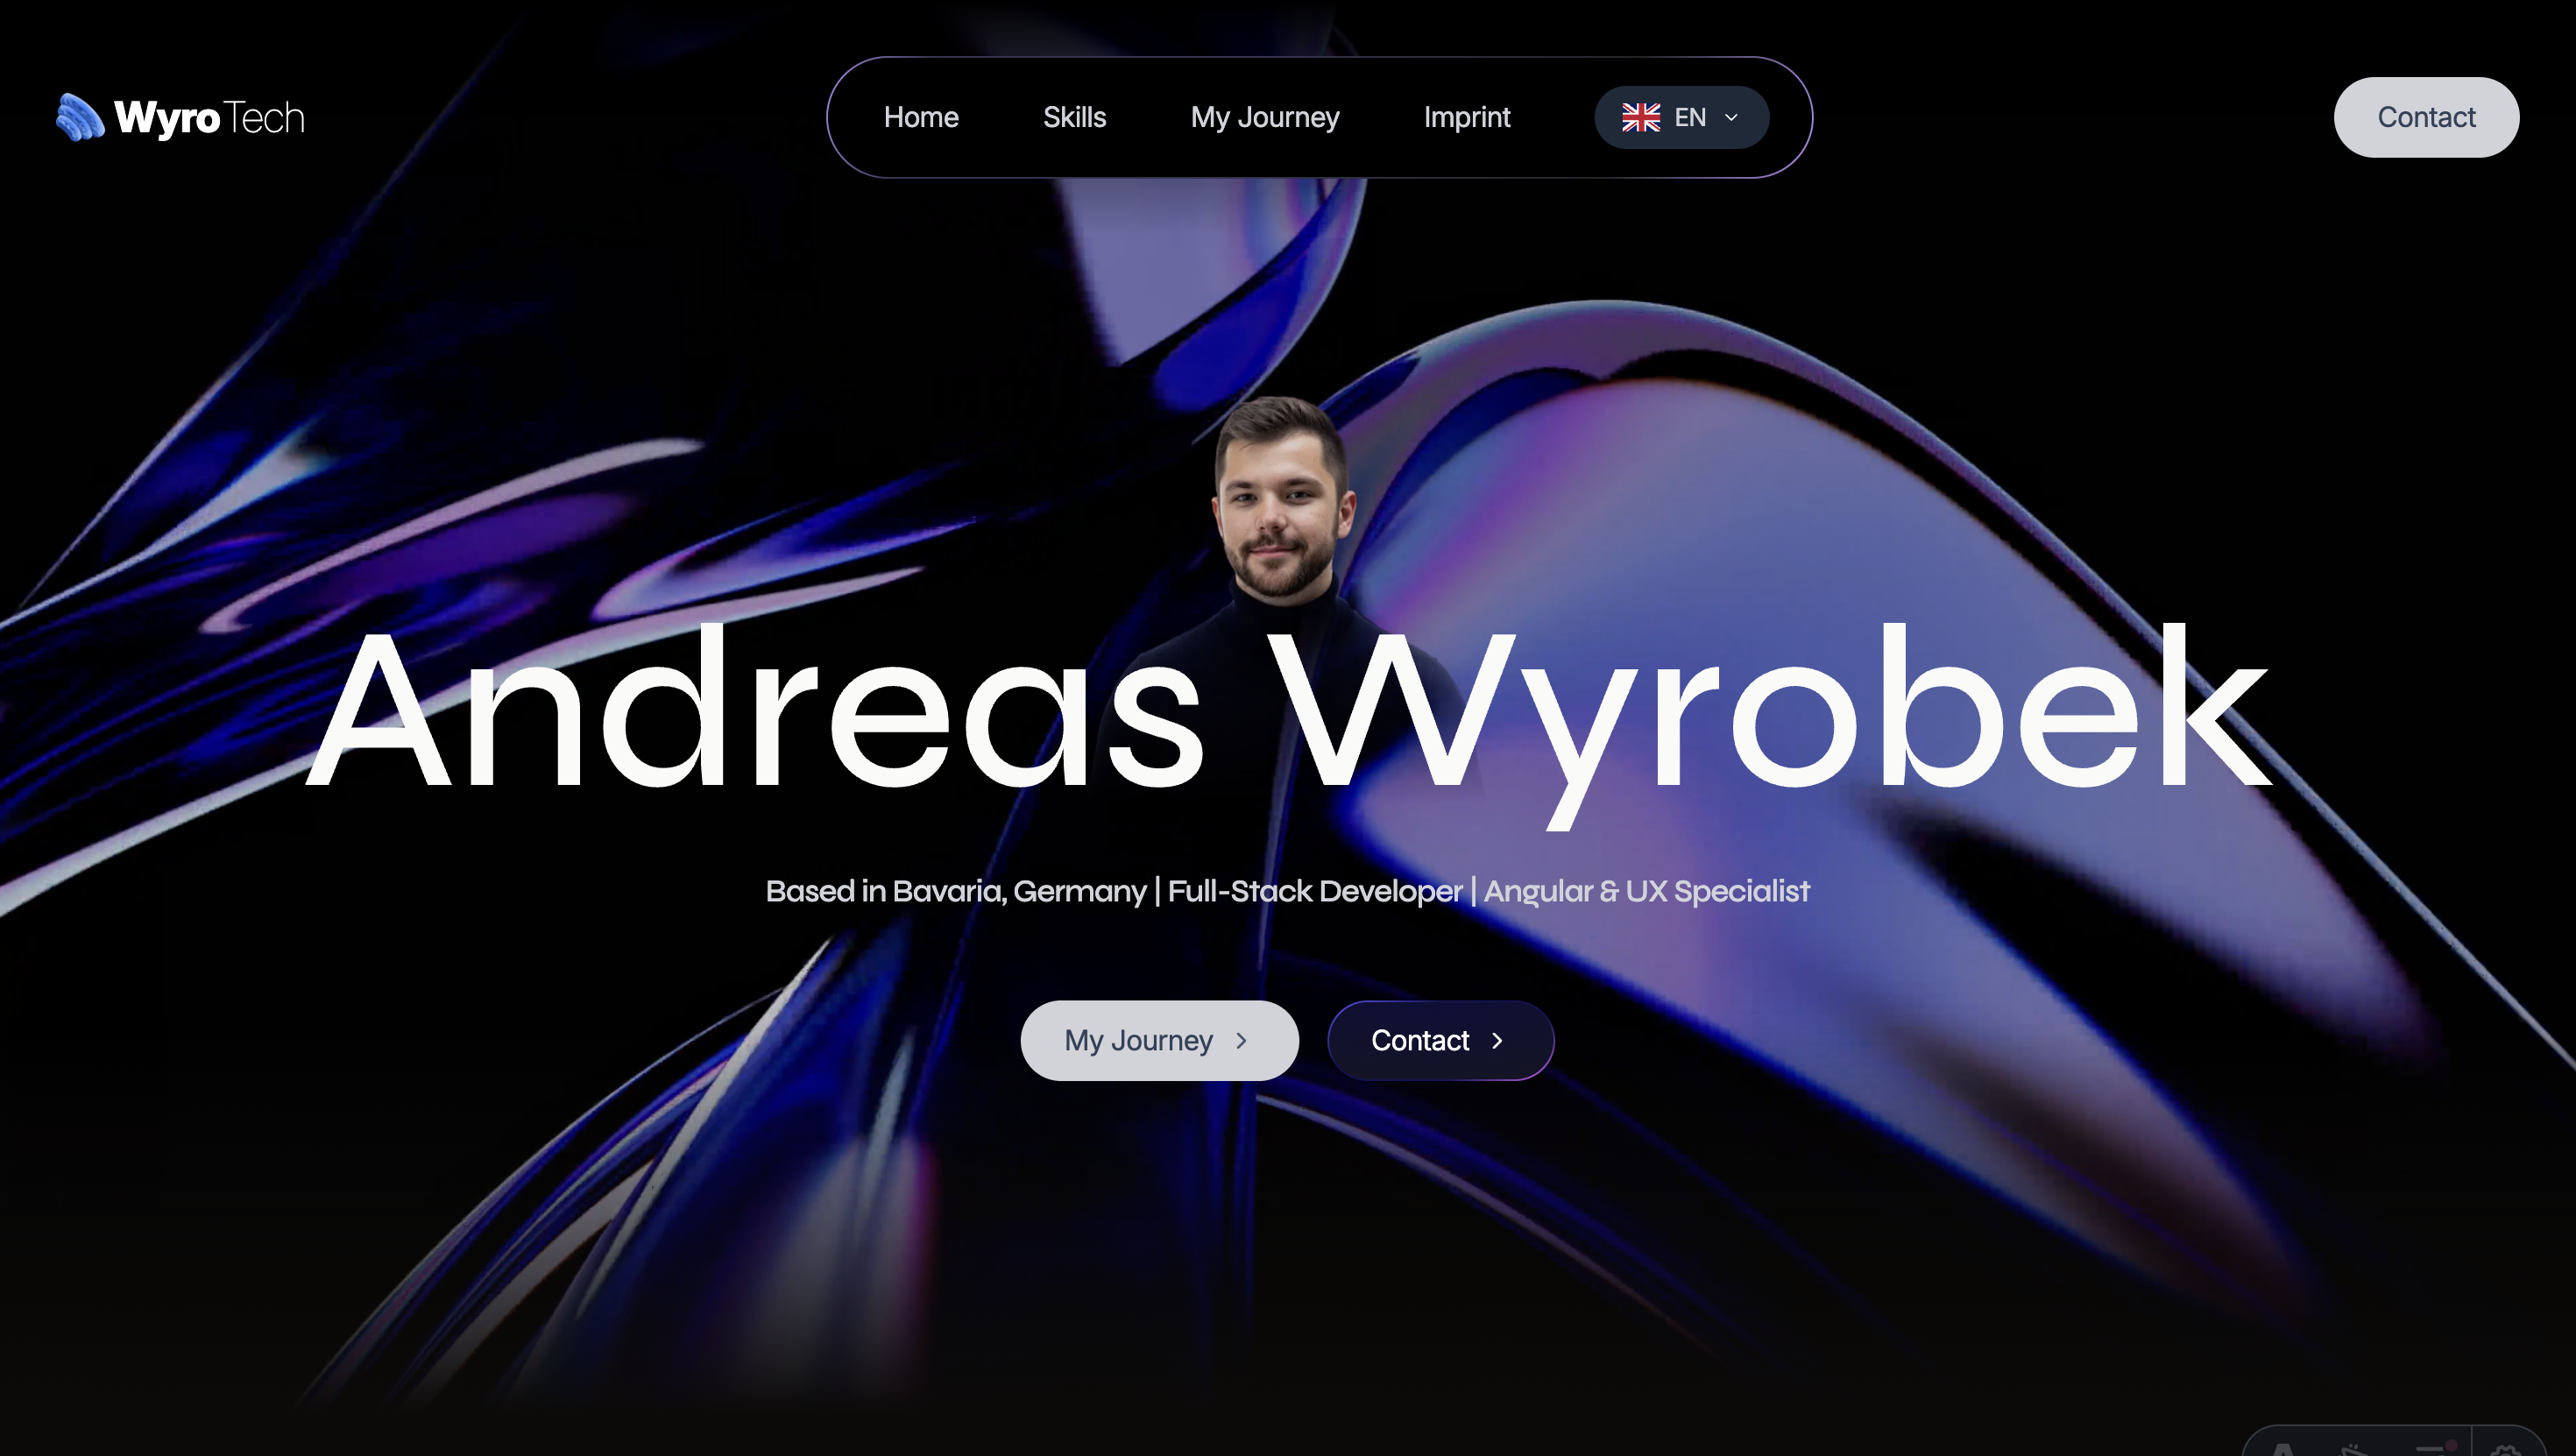 WyroTech
Home
Skills
My Journey
Imprint
EN
Contact
Andreas Wyrobek
Based in Bavaria, Germany | Full-Stack Developer | Angular & UX Specialist
My Journey
Contact